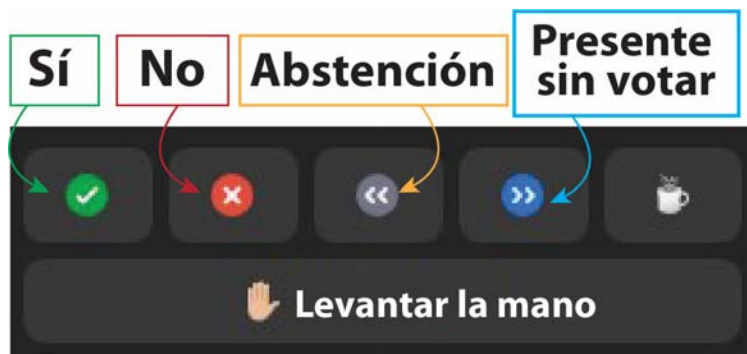 Sí
No
Abstención
Presente
sin votar
Levantar la mano